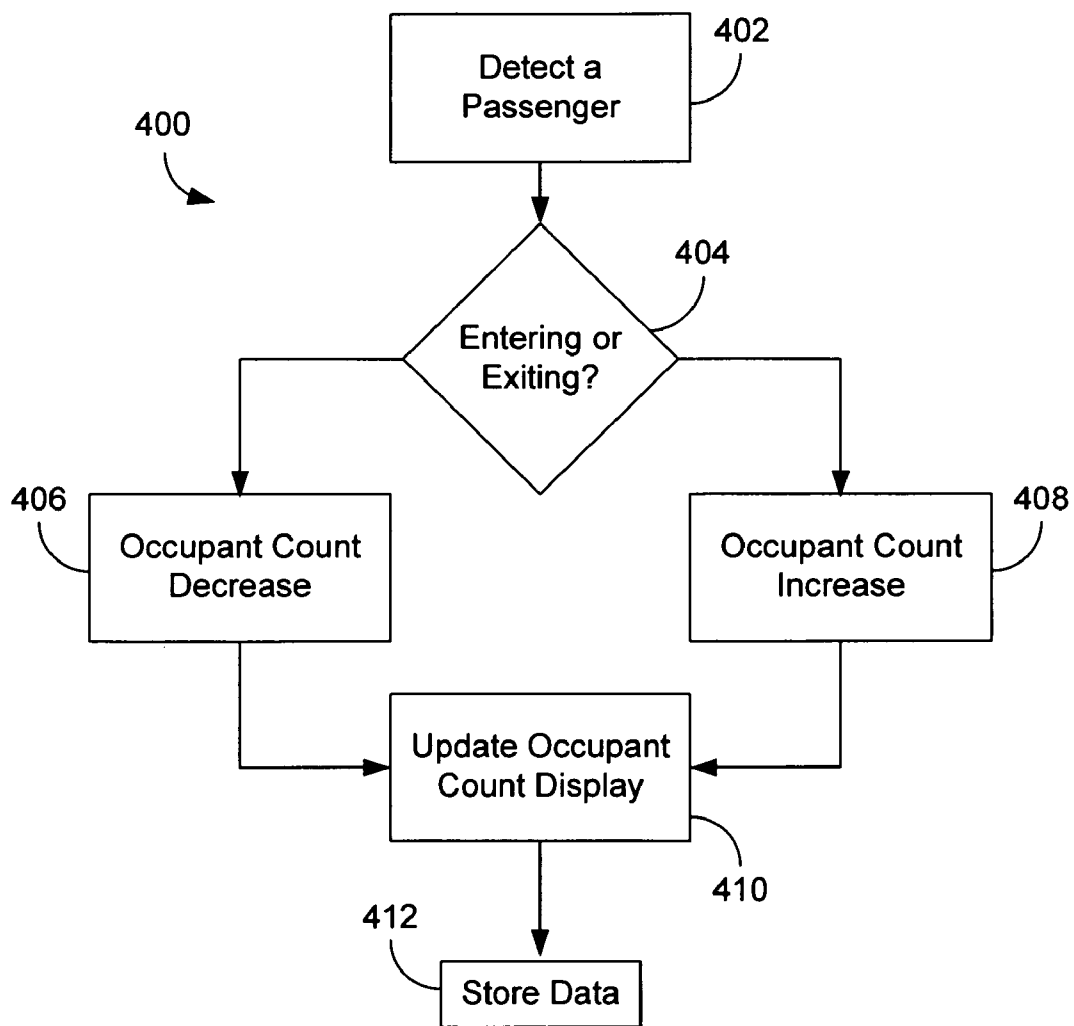 402
Detect a
Passenger
400
404
Entering or
Exiting?
406
Occupant Count
Decrease
408
Occupant Count
Increase
Update Occupant
Count Display
410
412
Store Data